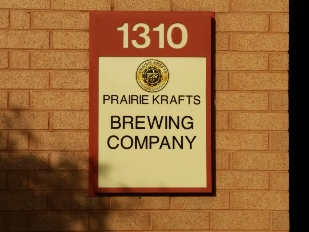 1310
PRAIRIE KRAFTS
BREWING
COMPANY